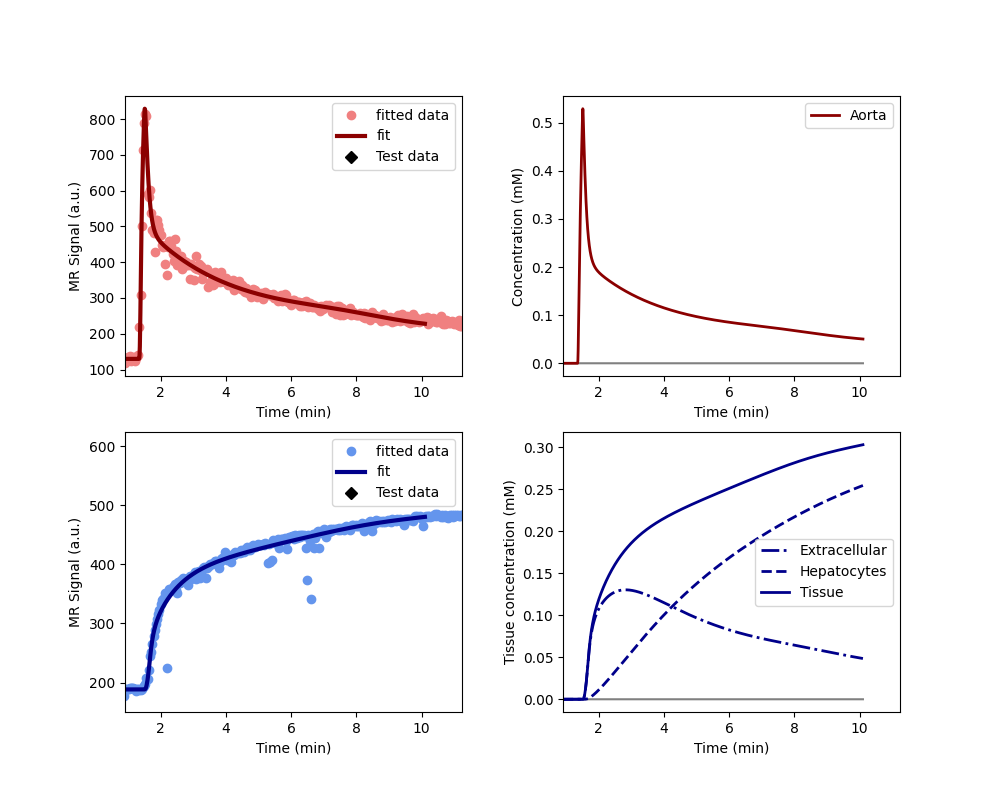 800
700
600
500
400
300
200
100
MR Signal (a.u.)
2
4
6
8
10
Time (min)
fitted data
fit
Test data
0.5
0.4
0.3
0.2
0.1
0.0
Concentration (mM)
2
4
6
8
10
Time (min)
Aorta
600
500
400
300
200
MR Signal (a.u.)
2
4
6
8
10
Time (min)
fitted data
fit
Test data
0.30
0.25
0.20
0.15
0.10
0.05
0.00
Tissue concentration (mM)
2
4
6
8
10
Time (min)
Extracellular
Hepatocytes
Tissue